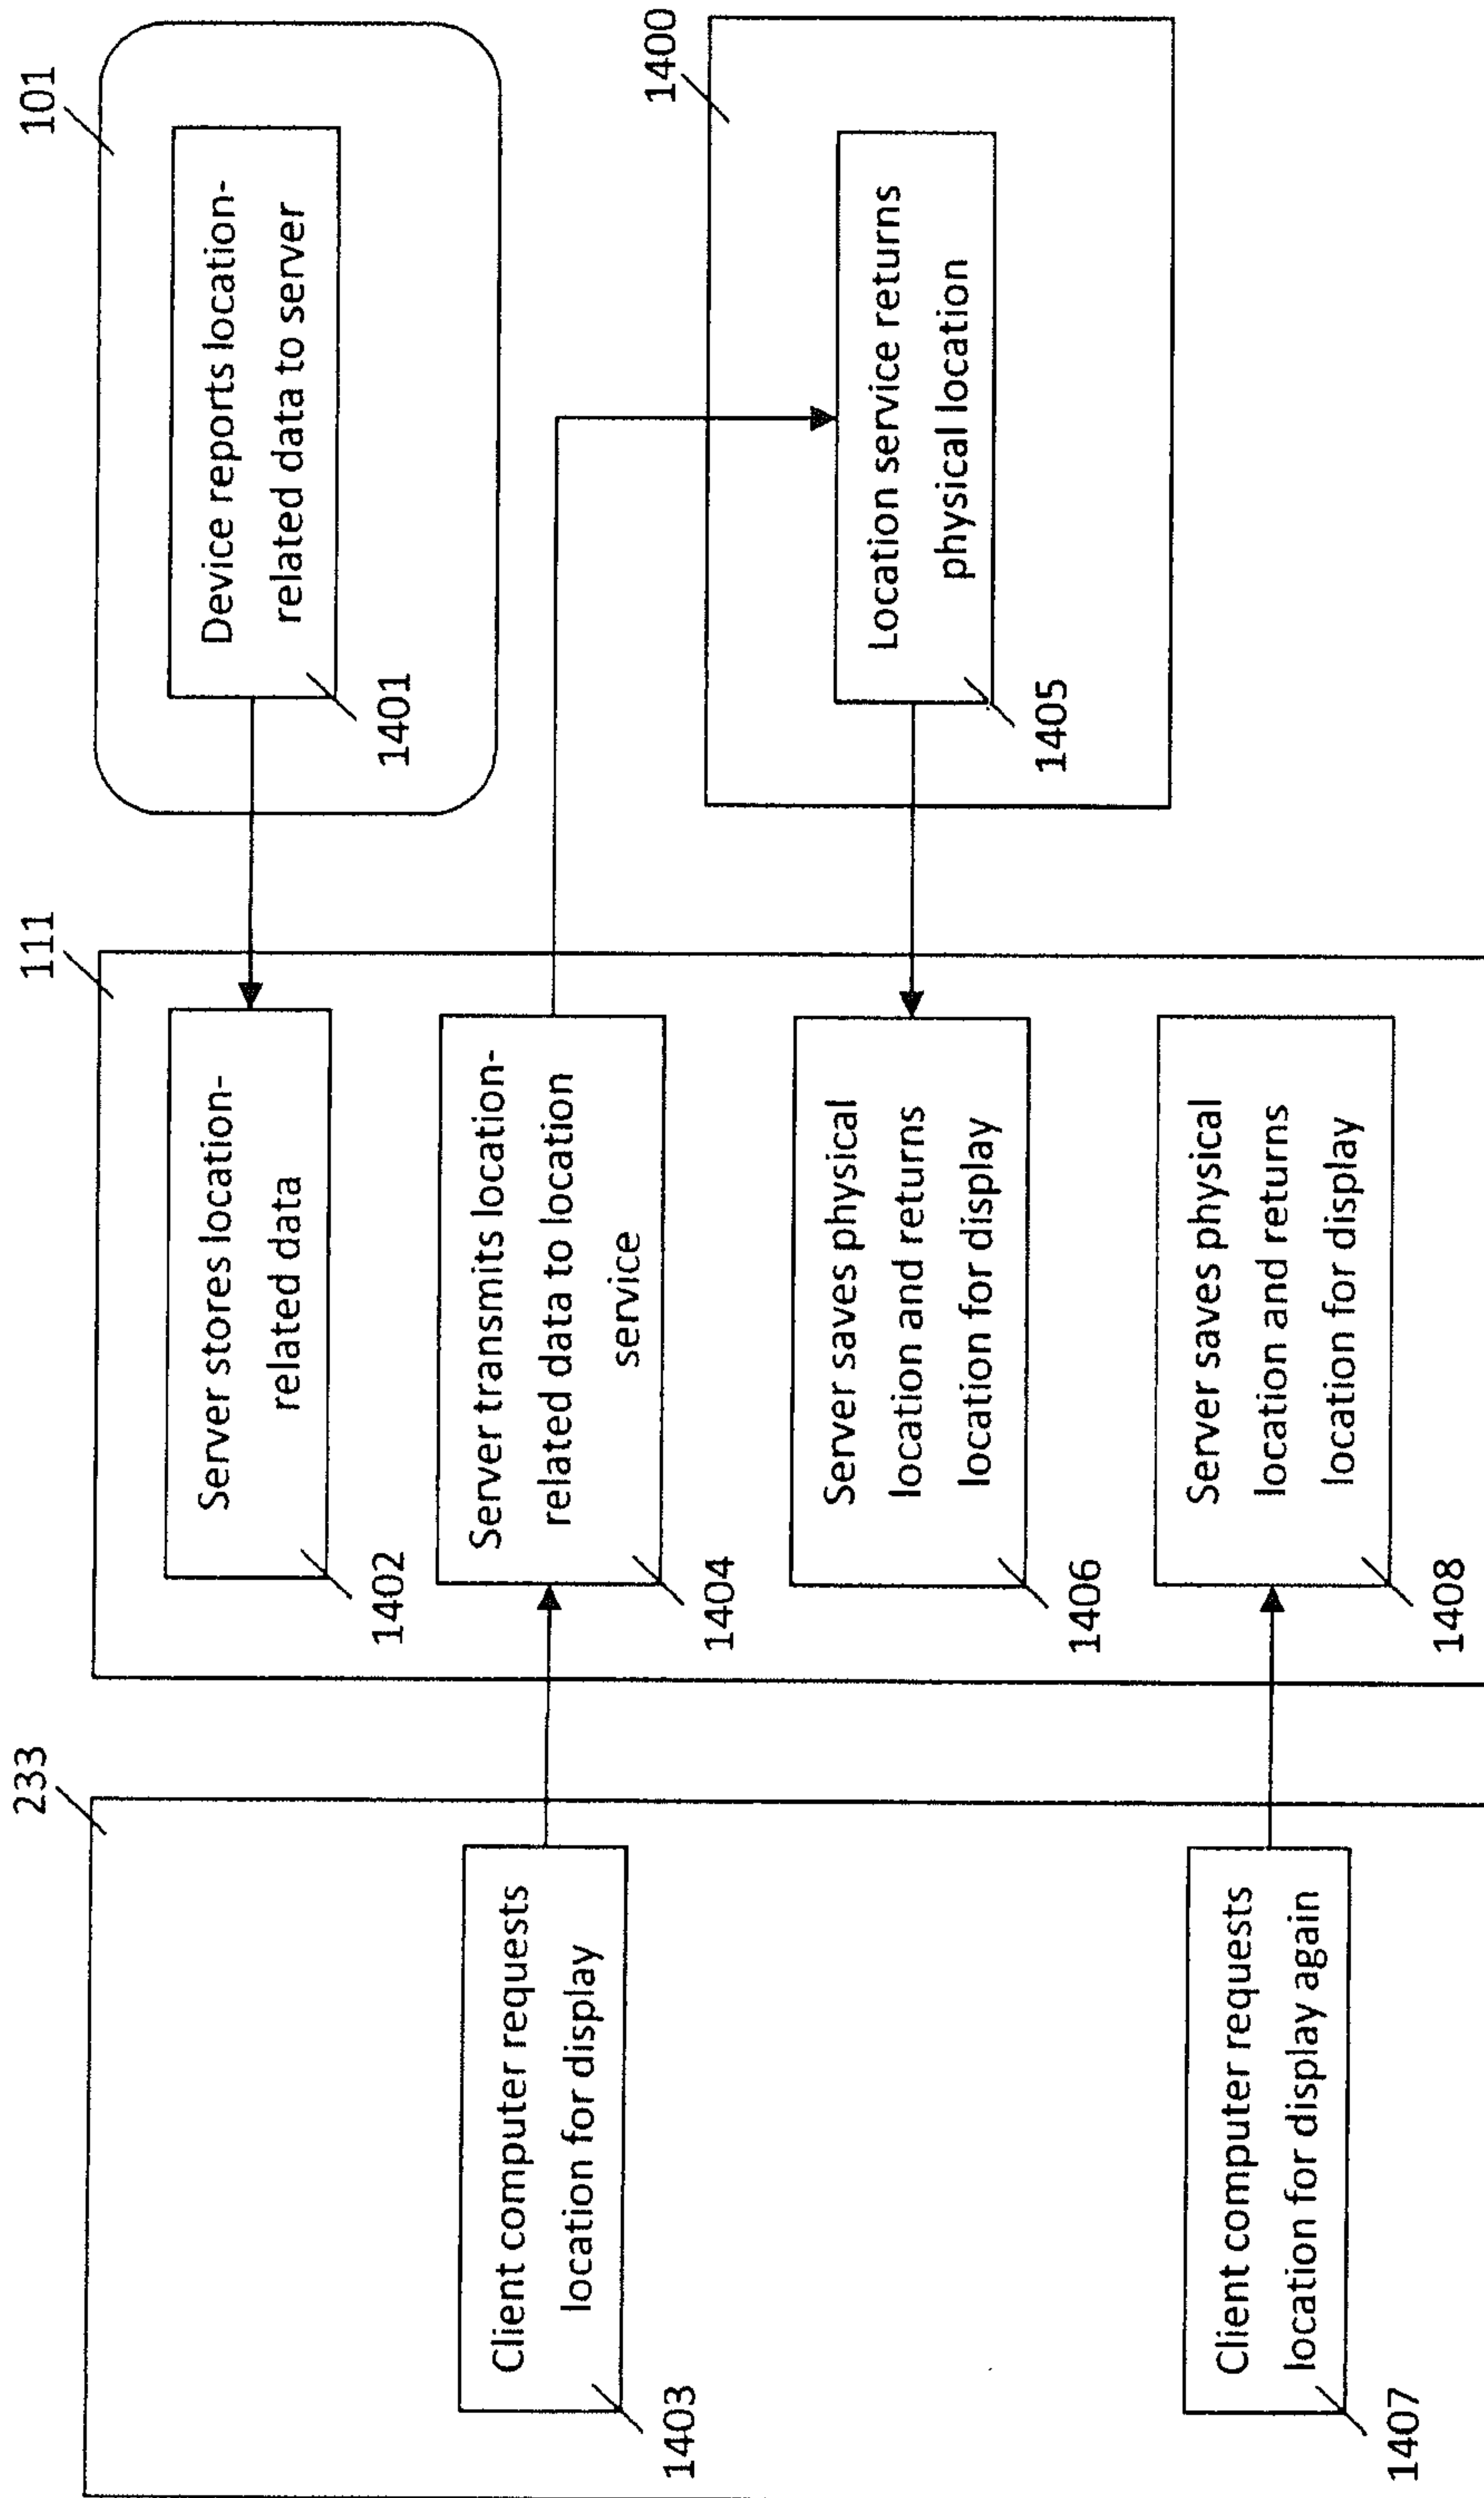 233
111
101
Device reports location-
related data to server
1401
Server stores location-
related data
1402
Client computer requests
location for display
1403
Server transmits location-
related data to location
service
1404
1400
Location service returns
physical location
1405
Server saves physical
location and returns
location for display
1406
Client computer requests
location for display again
1407
Server saves physical
location and returns
location for display
1408